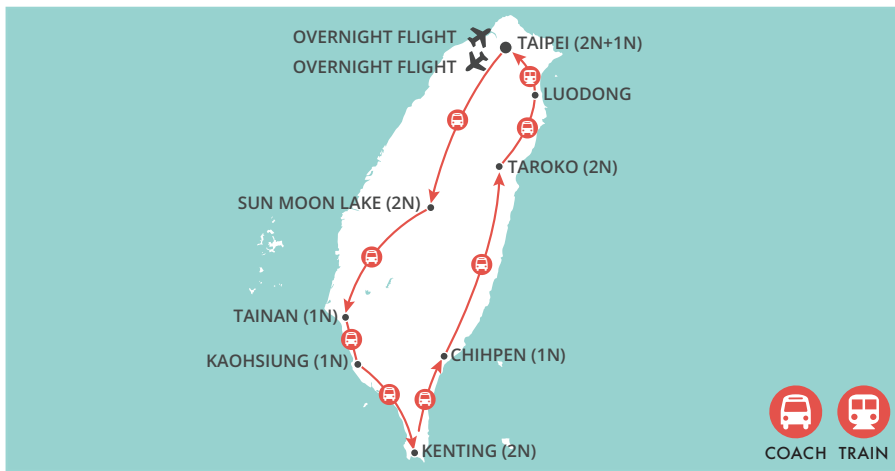 OVERNIGHT FLIGHT
OVERNIGHT FLIGHT
TAIPEI (2N+1N)
LUODONG
TAROKO (2N)
SUN MOON LAKE (2N)
TAINAN (1N)
KAOHSIUNG (1N)
CHIHPEN (1N)
KENTING (2N)
COACH TRAIN